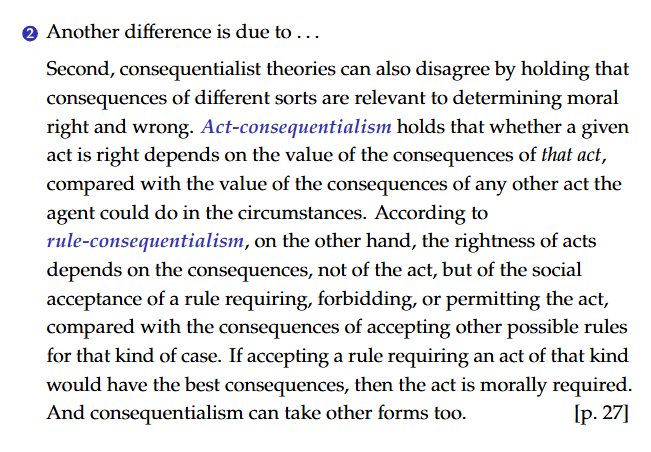 2 Another difference is due to . . .
Second, consequentialist theories can also disagree by holding that
consequences of different sorts are relevant to determining moral
right and wrong. Act-consequentialism holds that whether a given
act is right depends on the value of the consequences of that act,
compared with the value of the consequences of any other act the
agent could do in the circumstances. According to
rule-consequentialism, on the other hand, the rightness of acts
depends on the consequences, not of the act, but of the social
acceptance of a rule requiring, forbidding, or permitting the act,
compared with the consequences of accepting other possible rules
for that kind of case. If accepting a rule requiring an act of that kind
would have the best consequences, then the act is morally required.
And consequentialism can take other forms too. [p. 27]